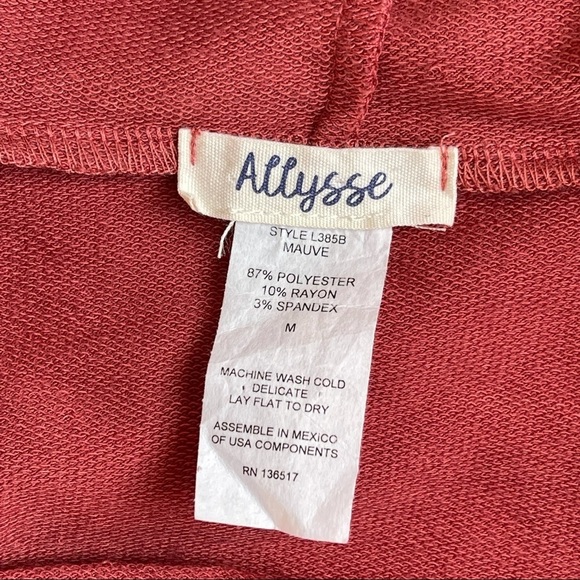 Allysse
STYLE L385B
MAUVE
87% POLYESTER
10% RAYON
3% SPANDEX
M
MACHINE WASH COLD
DELICATE
LAY FLAT TO DRY
ASSEMBLE IN MEXICO
OF USA COMPONENTS
RN 136517